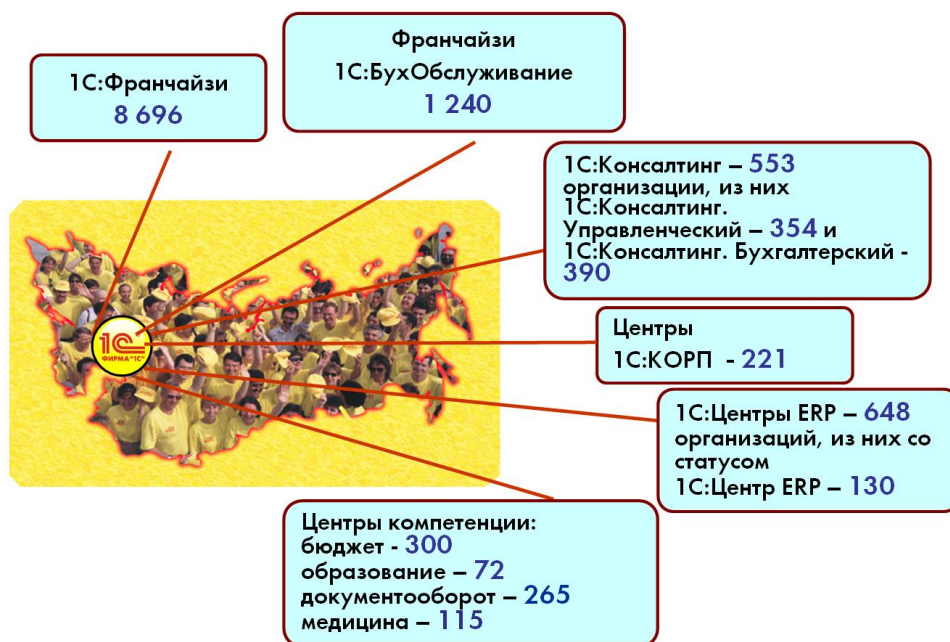 Франчайзи
1С:БухОбслуживание
1 240
1С:Франчайзи
8 696
1С:Консалтинг – 553
организации, из них
1С:Консалтинг.
Управленческий – 354 и
1С:Консалтинг. Бухгалтерский -
390
1С
ФИРМА "1С"
Центры
1С:КОРП - 221
1С:Центры ERP – 648
организаций, из них со
статусом
1С:Центр ERP – 130
Центры компетенции:
бюджет - 300
образование – 72
документооборот – 265
медицина – 115